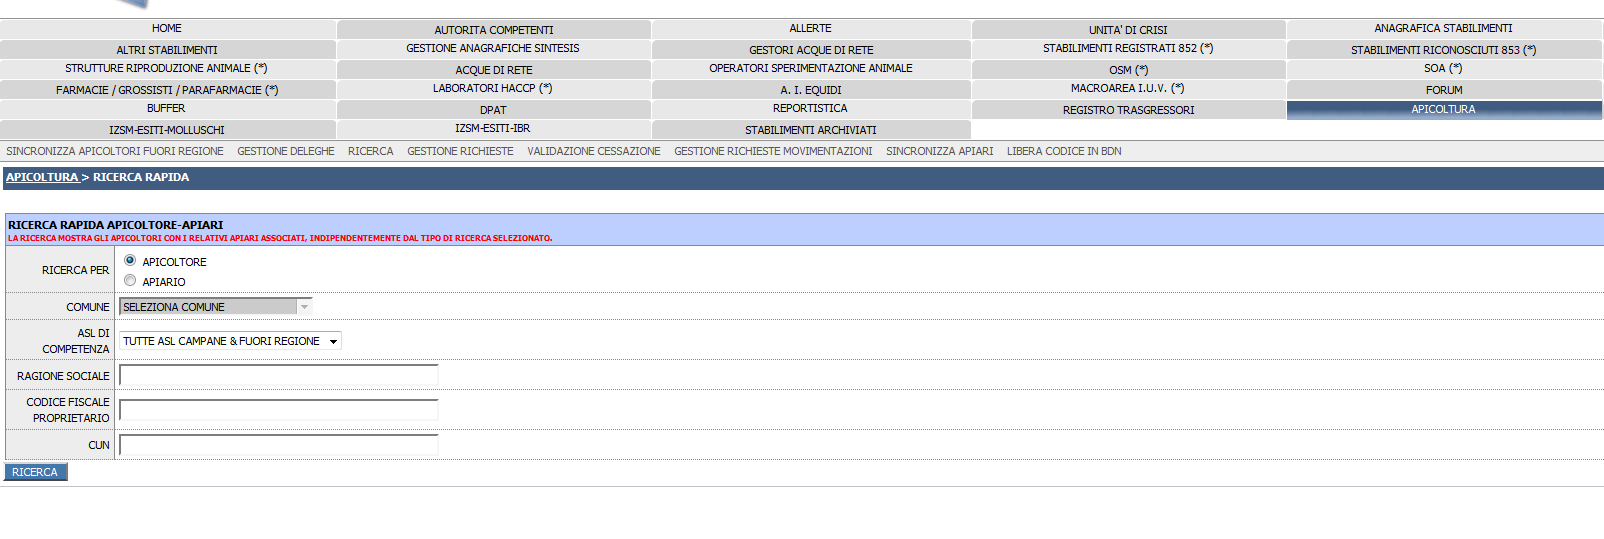 HOME AUTORITA COMPETENTI ALLERTE UNITA' DI CRISI ANAGRAFICA STABILIMENTI
ALTRI STABILIMENTI GESTIONE ANAGRAFICHE SINTESIS GESTORI ACQUE DI RETE STABILIMENTI REGISTRATI 852 (*) STABILIMENTI RICONOSCIUTI 853 (*)
STRUTTURE RIPRODUZIONE ANIMALE (*) ACQUE DI RETE OPERATORI SPERIMENTAZIONE ANIMALE OSM (*) SOA (*)
FARMACIE / GROSSISTI / PARAFARMACIE (*) LABORATORI HACCP (*) A. I. EQUIDI MACROAREA I.U.V. (*) FORUM
BUFFER DPAT REPORTISTICA REGISTRO TRASGRESSORI APICOLTURA
IZSM-ESITI-MOLLUSCHI IZSM-ESITI-IBR STABILIMENTI ARCHIVIATI
SINCRONIZZA APICOLTORI FUORI REGIONE GESTIONE DELEGHE RICERCA GESTIONE RICHIESTE VALIDAZIONE CESSAZIONE GESTIONE RICHIESTE MOVIMENTAZIONI SINCRONIZZA APIARI LIBERA CODICE IN BDN
APICOLTURA > RICERCA RAPIDA
RICERCA RAPIDA APICOLTORE-APIARI
LA RICERCA MOSTRA GLI APICOLTORI CON I RELATIVI APIARI ASSOCIATI, INDIPENDENTEMENTE DAL TIPO DI RICERCA SELEZIONATO.
RICERCA PER
APICOLTORE
APIARIO
COMUNE
SELEZIONA COMUNE
ASL DI
COMPETENZA
TUTTE ASL CAMPANE & FUORI REGIONE
RAGIONE SOCIALE
CODICE FISCALE
PROPRIETARIO
CUN
RICERCA